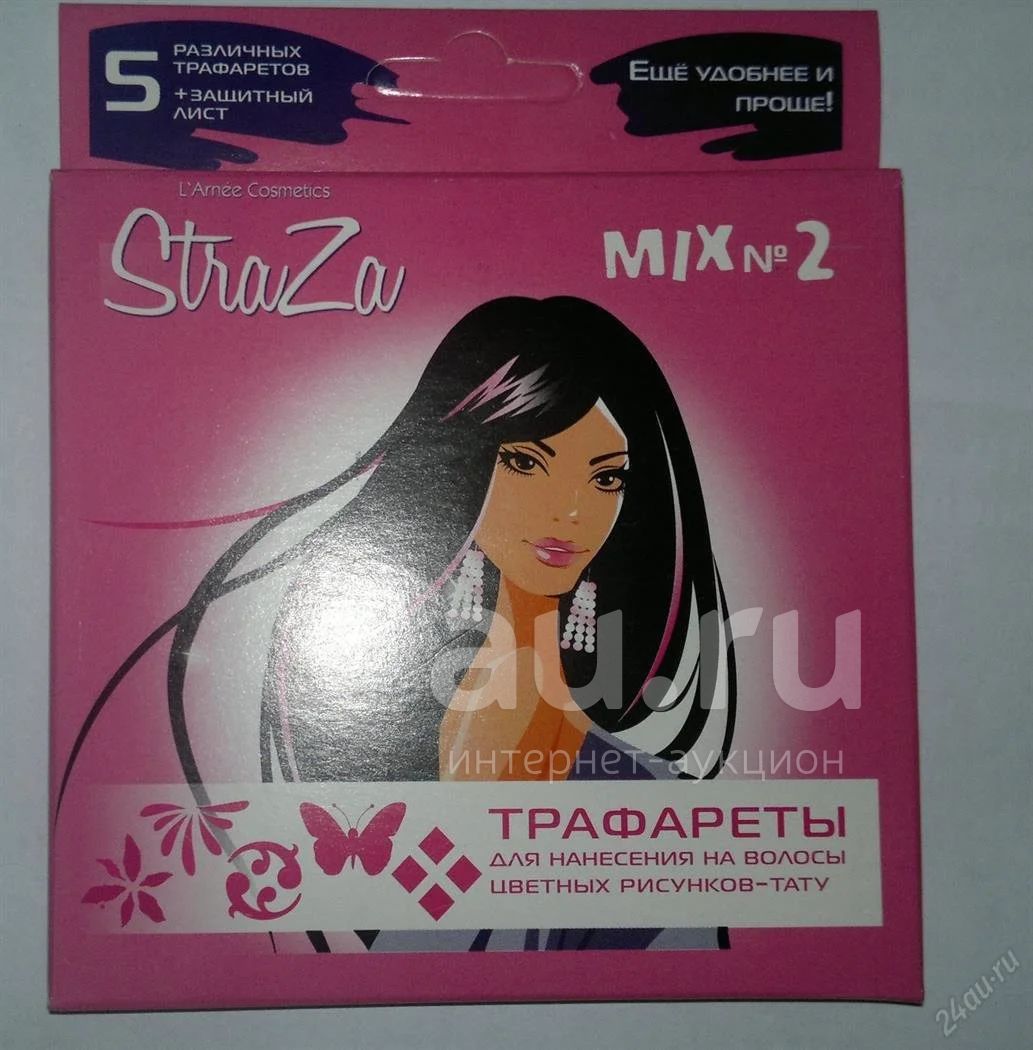 5
РАЗЛИЧНЫХ
ТРАФАРЕТОВ
+ЗАЩИТНЫЙ
ЛИСТ
ЕЩЁ УДОБНЕЕ И
ПРОЩЕ!
L'Arnée Cosmetics
StraZa
MIX № 2
au.ru
интернет-аукцион
ТРАФАРЕТЫ
ДЛЯ НАНЕСЕНИЯ НА ВОЛОСЫ
ЦВЕТНЫХ РИСУНКОВ-ТАТУ
24au.ru